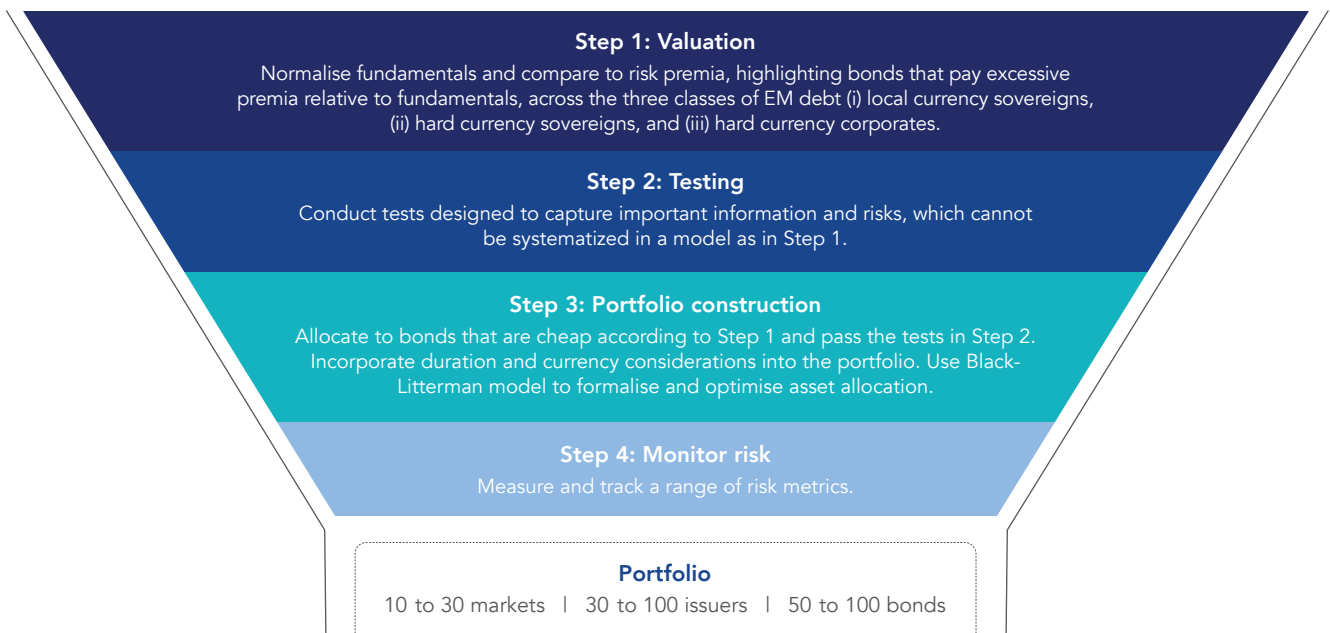 Step 1: Valuation
Normalise fundamentals and compare to risk premia, highlighting bonds that pay excessive
premia relative to fundamentals, across the three classes of EM debt (i) local currency sovereigns,
(ii) hard currency sovereigns, and (iii) hard currency corporates.
Step 2: Testing
Conduct tests designed to capture important information and risks, which cannot
be systematized in a model as in Step 1.
Step 3: Portfolio construction
Allocate to bonds that are cheap according to Step 1 and pass the tests in Step 2.
Incorporate duration and currency considerations into the portfolio. Use Black-
Litterman model to formalise and optimise asset allocation.
Step 4: Monitor risk
Measure and track a range of risk metrics.
Portfolio
10 to 30 markets | 30 to 100 issuers | 50 to 100 bonds